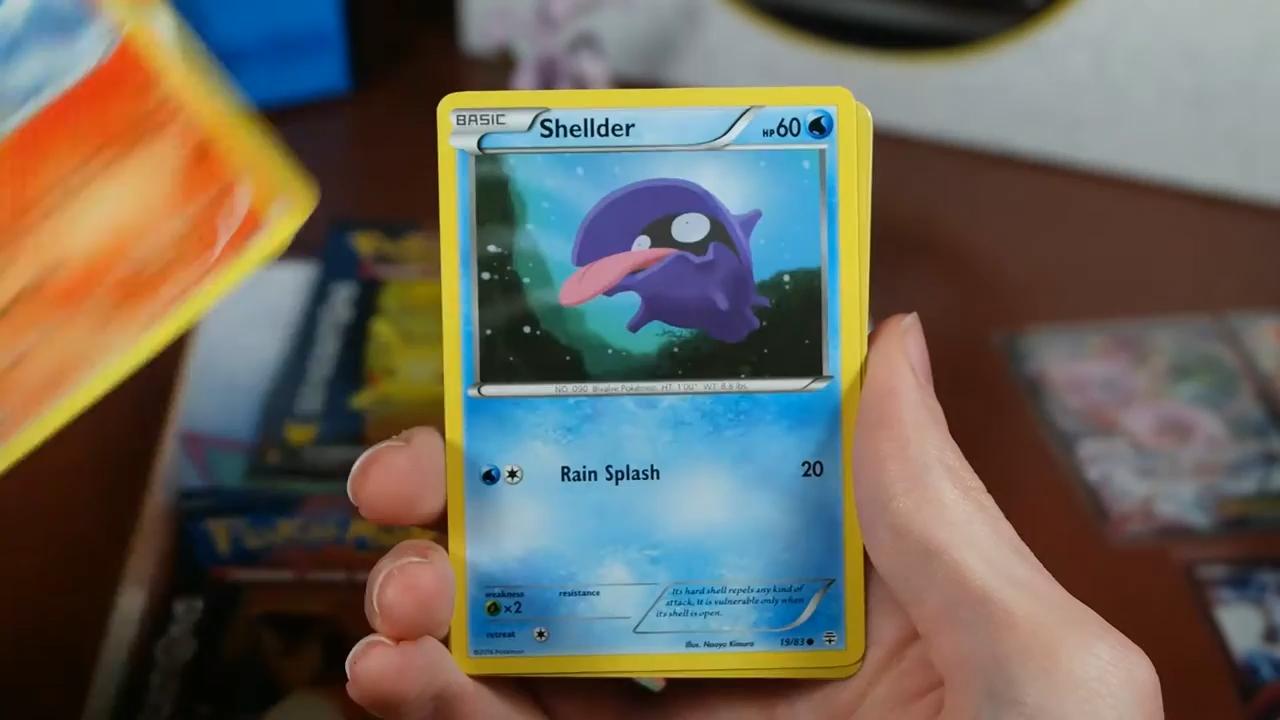 BASIC Shellder HP 60
NO. 090 Bivalve Pokémon HT: 1'00" WT: 8.8 lbs.
Rain Splash 20
weakness resistance
×2
Its hard shell repels any kind of
attack. It is vulnerable only when
its shell is open.
retreat
Illus. Naoyo Kimura 19/83
©2016 Pokémon